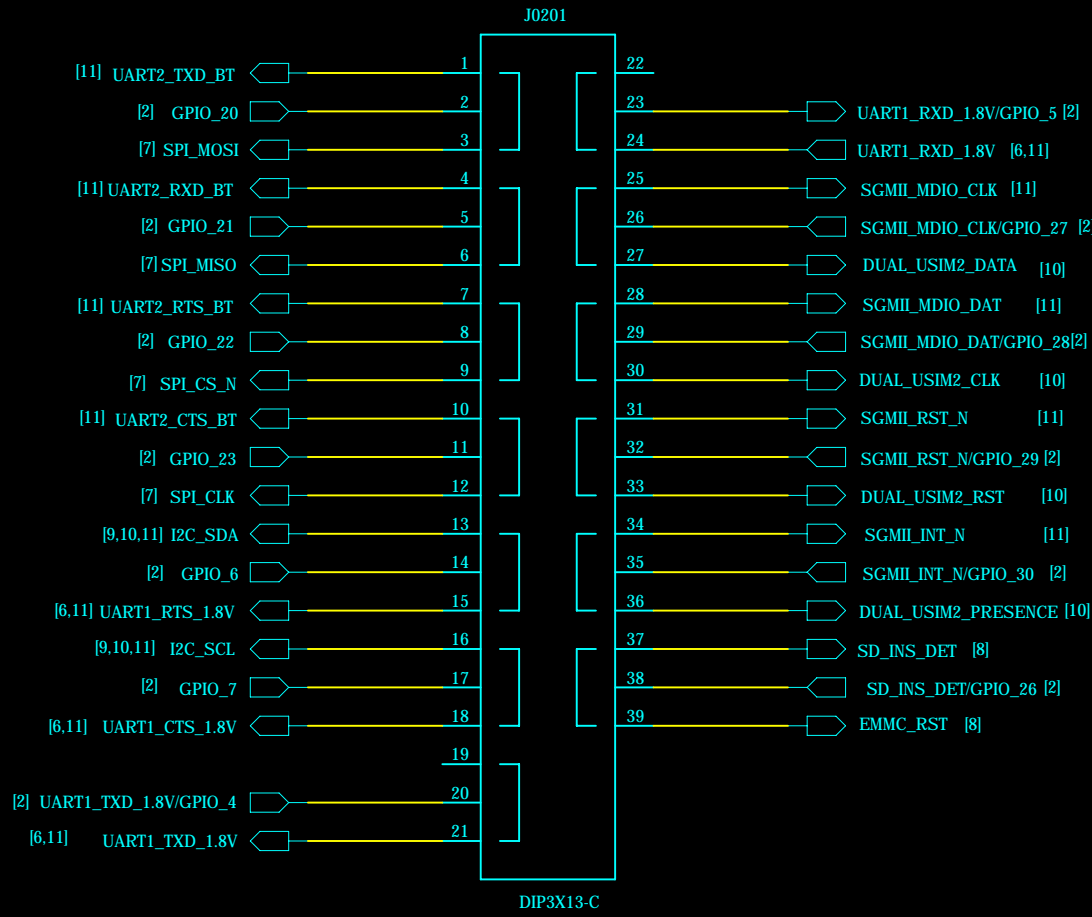 J0201
[11] UART2_TXD_BT 1 22
[2] GPIO_20 2 23 UART1_RXD_1.8V/GPIO_5 [2]
[7] SPI_MOSI 3 24 UART1_RXD_1.8V [6,11]
[11] UART2_RXD_BT 4 25 SGMII_MDIO_CLK [11]
[2] GPIO_21 5 26 SGMII_MDIO_CLK/GPIO_27 [2
[7] SPI_MISO 6 27 DUAL_USIM2_DATA [10]
[11] UART2_RTS_BT 7 28 SGMII_MDIO_DAT [11]
[2] GPIO_22 8 29 SGMII_MDIO_DAT/GPIO_28[2]
[7] SPI_CS_N 9 30 DUAL_USIM2_CLK [10]
[11] UART2_CTS_BT 10 31 SGMII_RST_N [11]
[2] GPIO_23 11 32 SGMII_RST_N/GPIO_29 [2]
[7] SPI_CLK 12 33 DUAL_USIM2_RST [10]
[9,10,11] I2C_SDA 13 34 SGMII_INT_N [11]
[2] GPIO_6 14 35 SGMII_INT_N/GPIO_30 [2]
[6,11] UART1_RTS_1.8V 15 36 DUAL_USIM2_PRESENCE [10]
[9,10,11] I2C_SCL 16 37 SD_INS_DET [8]
[2] GPIO_7 17 38 SD_INS_DET/GPIO_26 [2]
[6,11] UART1_CTS_1.8V 18 39 EMMC_RST [8]
19
[2] UART1_TXD_1.8V/GPIO_4 20
[6,11] UART1_TXD_1.8V 21
DIP3X13-C